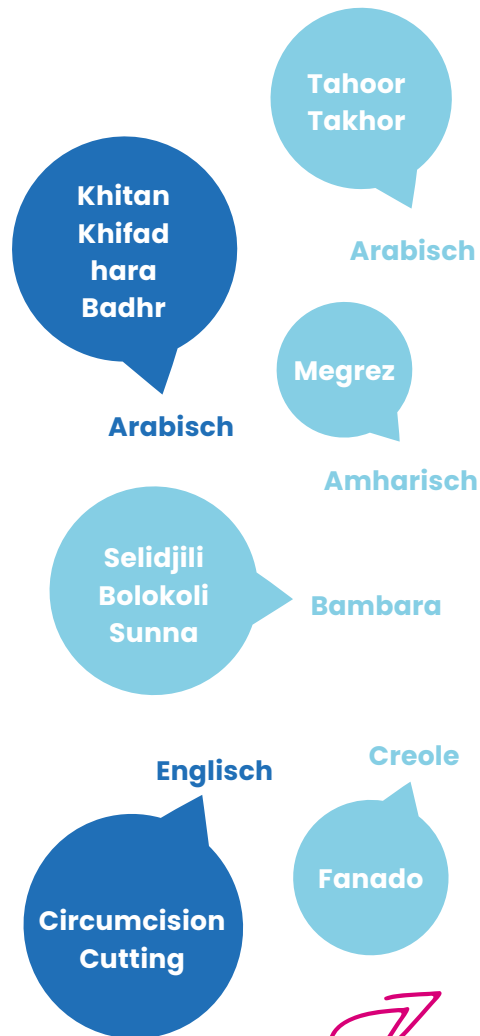 Tahoor
Takhor
Arabisch
Khitan
Khifad
hara
Badhr
Arabisch
Megrez
Amharisch
Selidjili
Bolokoli
Sunna
Bambara
Englisch
Circumcision
Cutting
Creole
Fanado